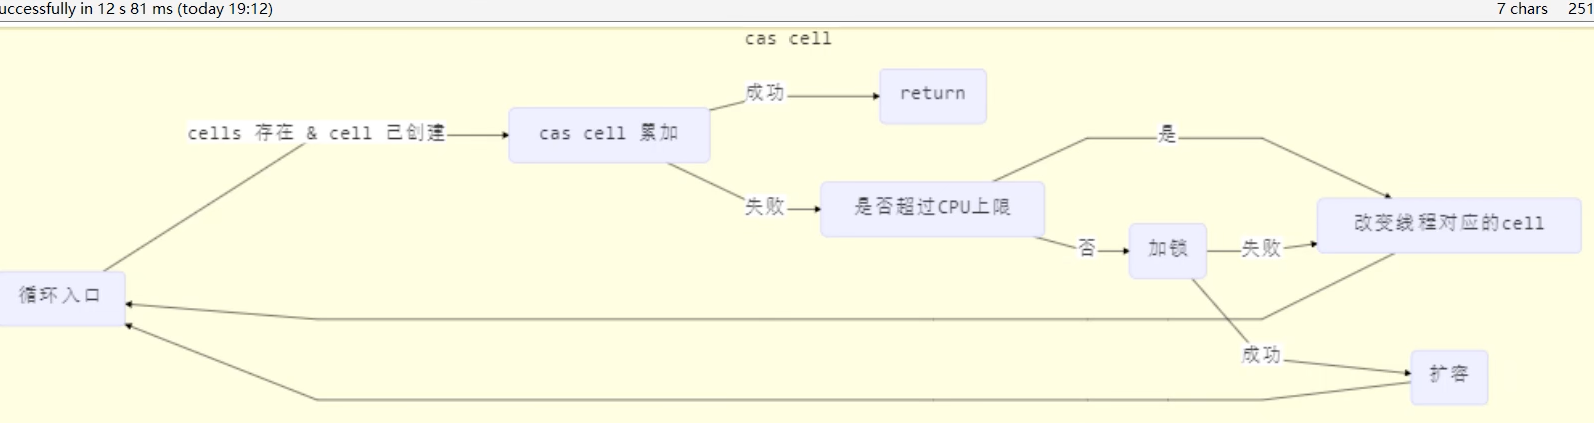 uccessfully in 12 s 81 ms (today 19:12)
7 chars
251
cas cell
成功
return
cells 存在 & cell 已创建
cas cell 累加
是
失败
是否超过CPU上限
改变线程对应的cell
否
加锁
失败
循环入口
成功
扩容